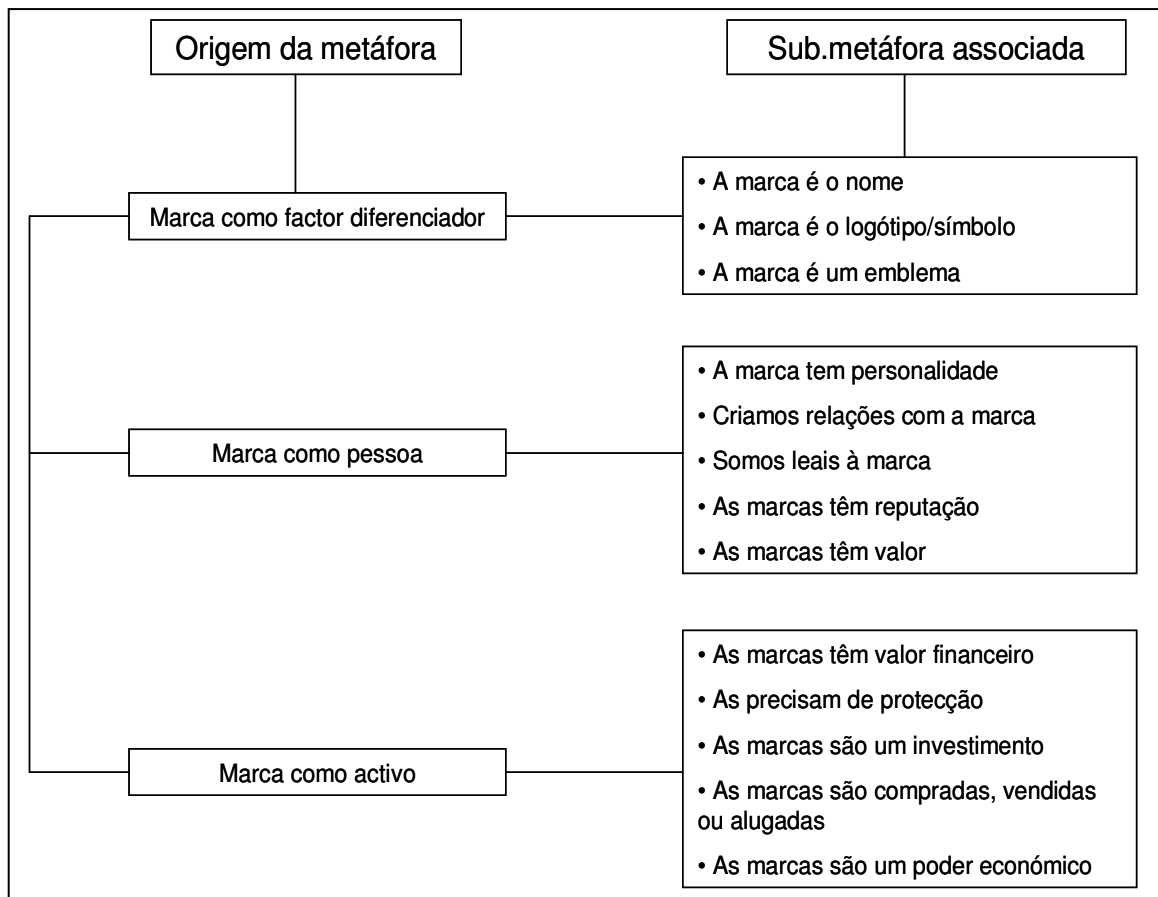 Origem da metáfora
Sub.metáfora associada
Marca como factor diferenciador
• A marca é o nome
• A marca é o logótipo/símbolo
• A marca é um emblema
Marca como pessoa
• A marca tem personalidade
• Criamos relações com a marca
• Somos leais à marca
• As marcas têm reputação
• As marcas têm valor
Marca como activo
• As marcas têm valor financeiro
• As precisam de protecção
• As marcas são um investimento
• As marcas são compradas, vendidas
ou alugadas
• As marcas são um poder económico